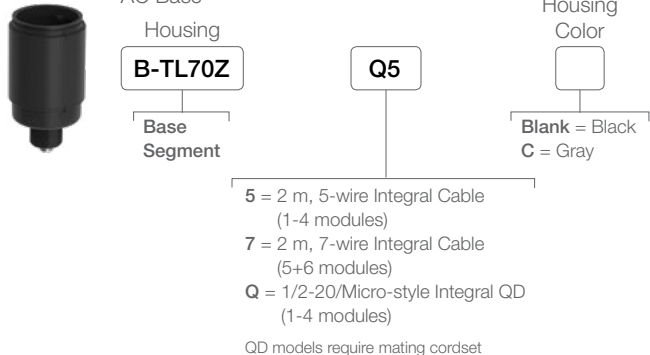 AC Base
Housing
B-TL70Z
Base
Segment
Q5
5 = 2 m, 5-wire Integral Cable
(1-4 modules)
7 = 2 m, 7-wire Integral Cable
(5+6 modules)
Q = 1/2-20/Micro-style Integral QD
(1-4 modules)
QD models require mating cordset
Housing
Color
Blank = Black
C = Gray